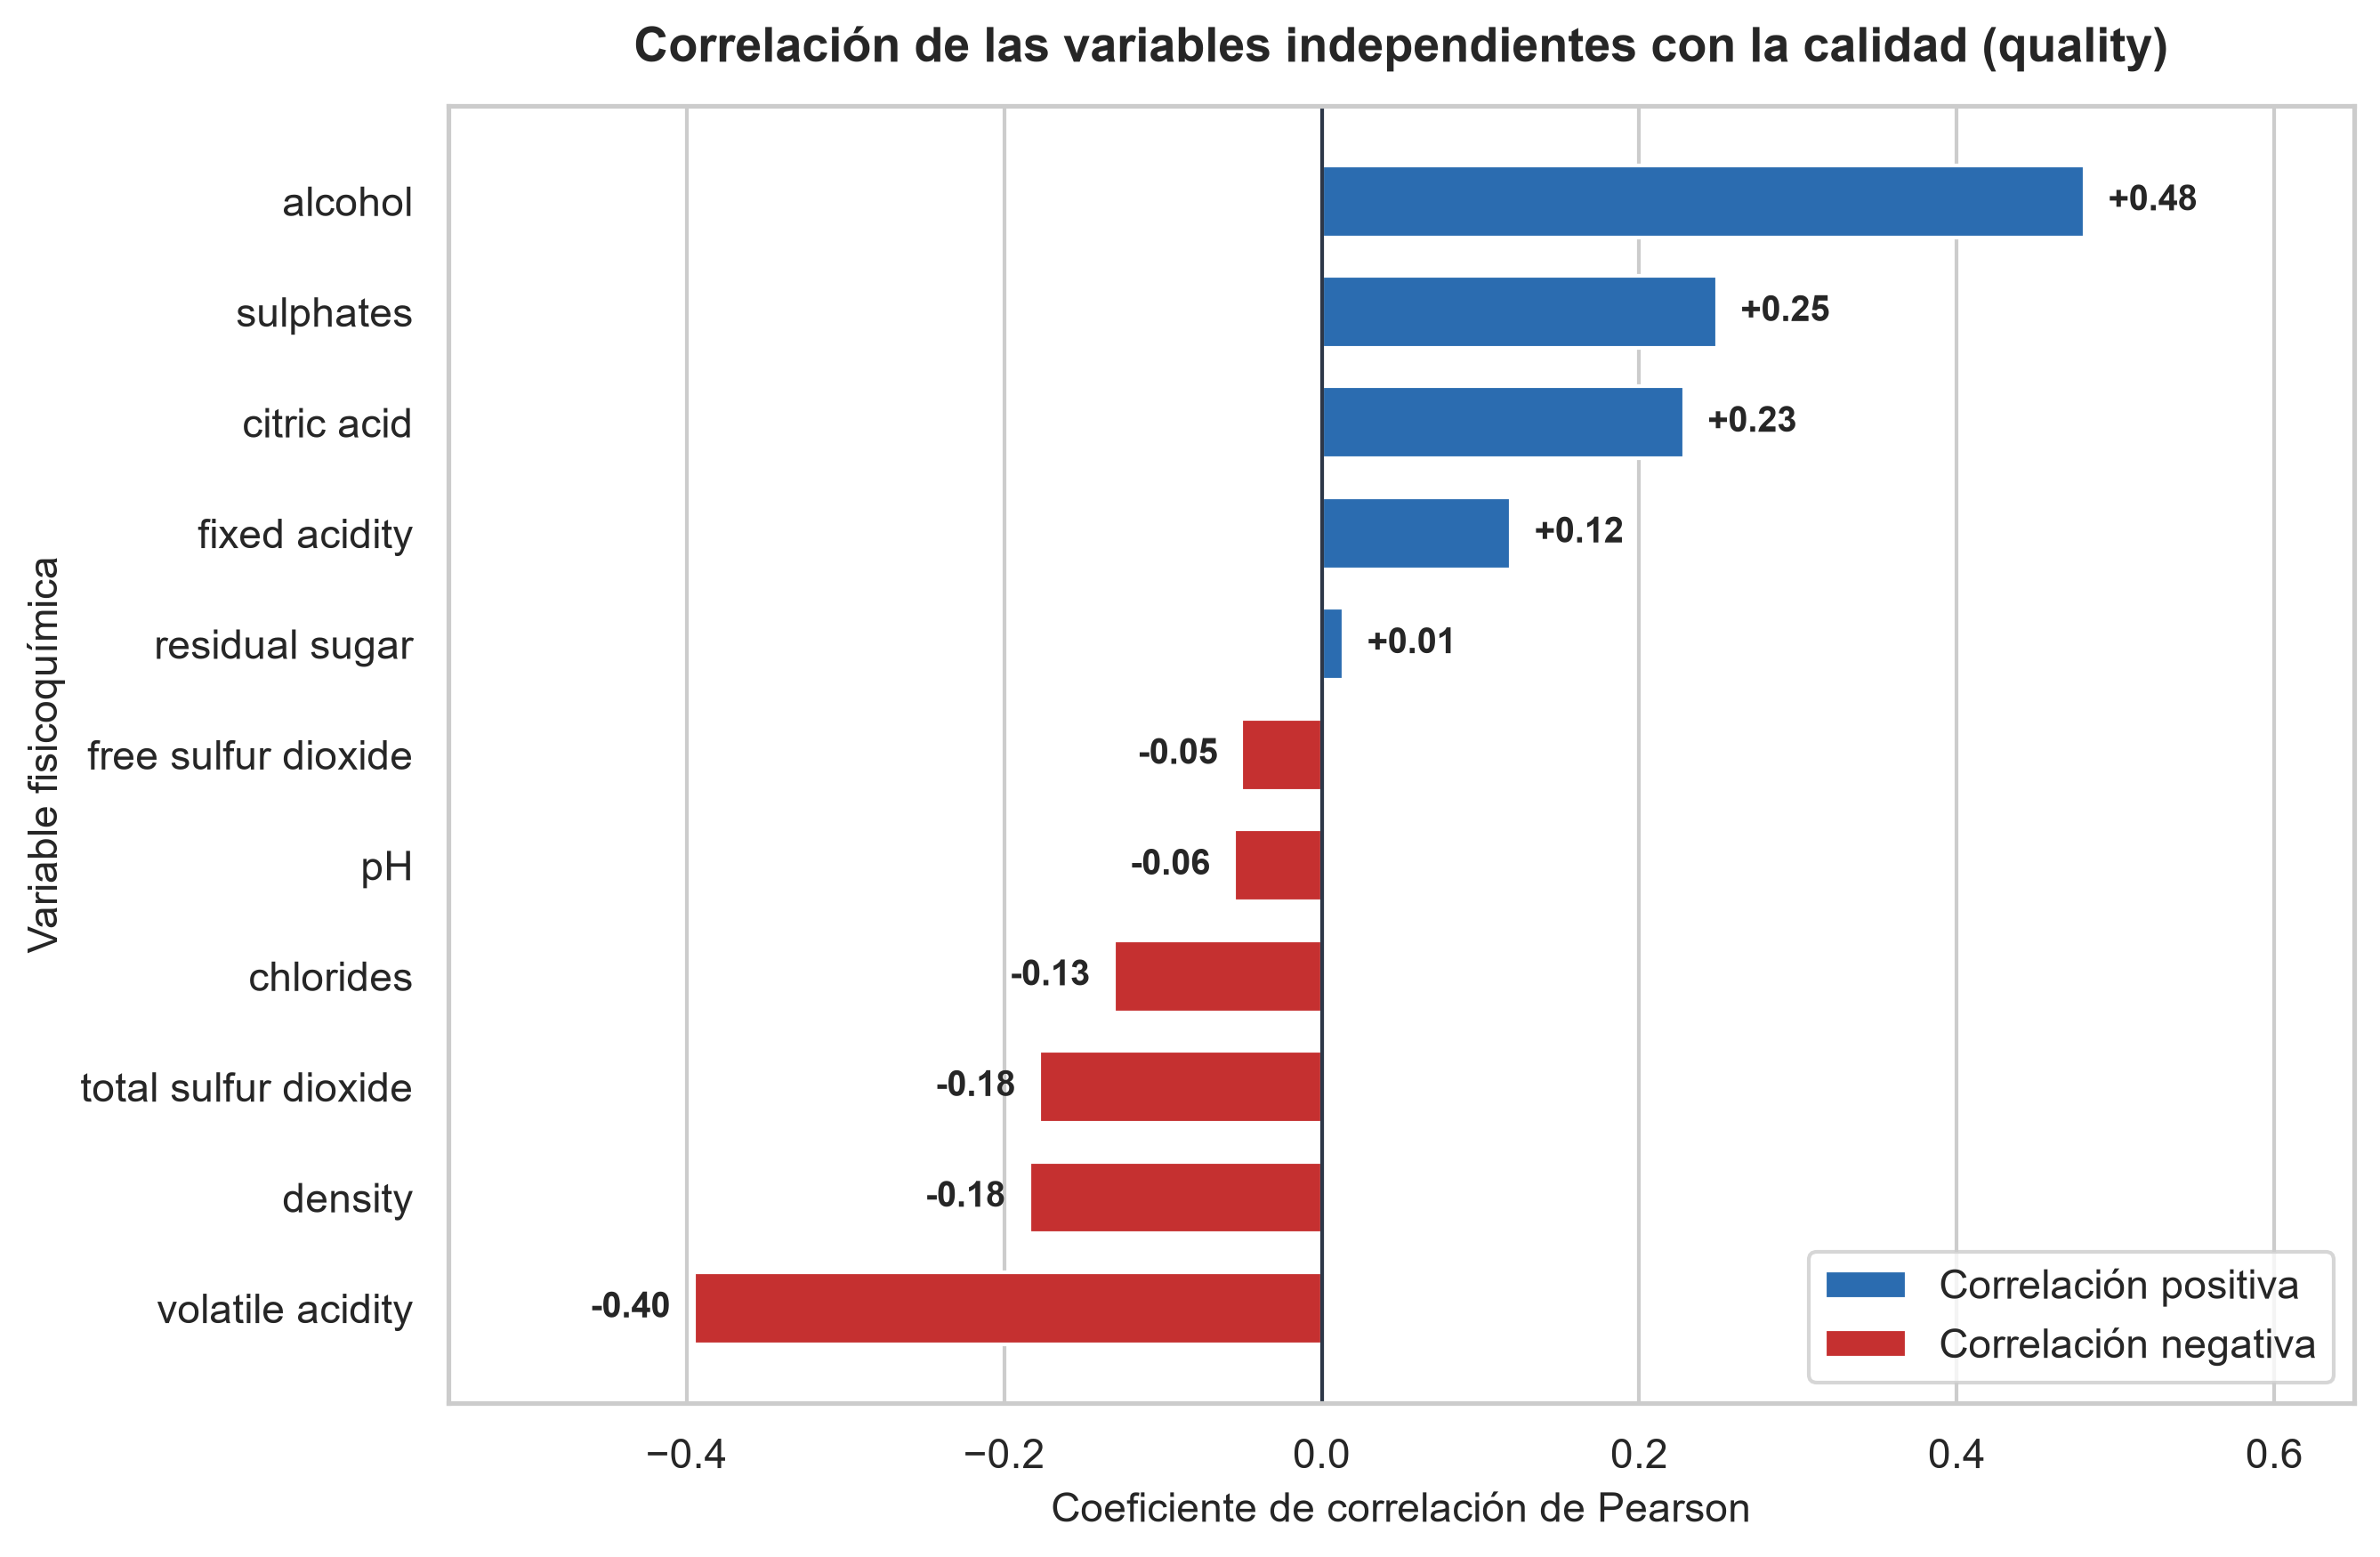 Correlación de las variables independientes con la calidad (quality)
Variable fisicoquímica
alcohol +0.48
sulphates +0.25
citric acid +0.23
fixed acidity +0.12
residual sugar +0.01
free sulfur dioxide -0.05
pH -0.06
chlorides -0.13
total sulfur dioxide -0.18
density -0.18
volatile acidity -0.40
Correlación positiva
Correlación negativa
−0.4 −0.2 0.0 0.2 0.4 0.6
Coeficiente de correlación de Pearson